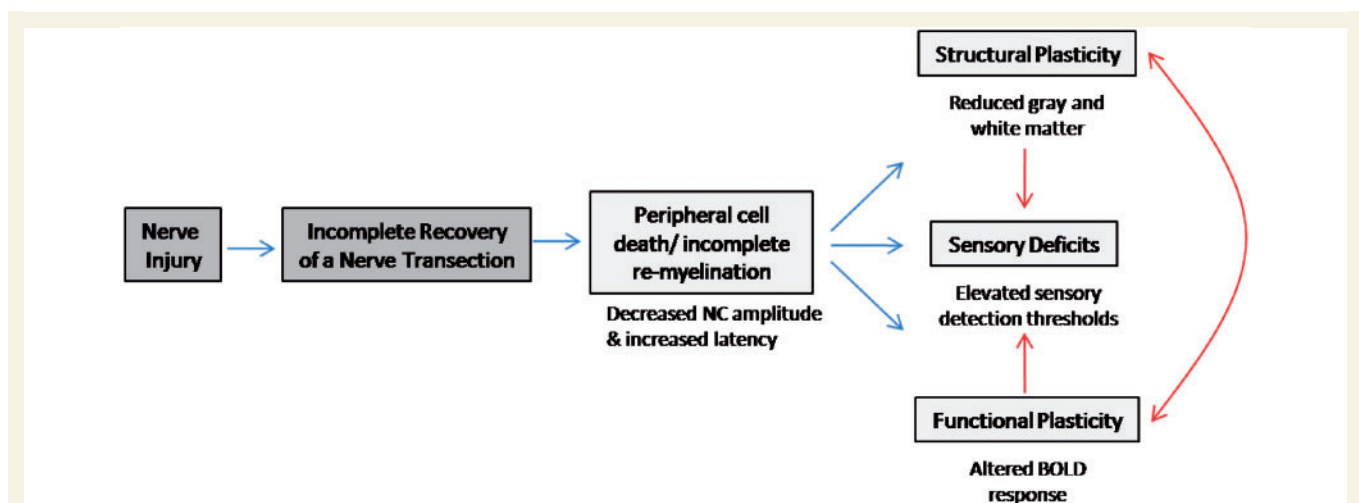 Nerve
Injury
Incomplete Recovery
of a Nerve Transection
Peripheral cell
death/ incomplete
re-myelination
Decreased NC amplitude
& increased latency
Structural Plasticity
Reduced gray and
white matter
Sensory Deficits
Elevated sensory
detection thresholds
Functional Plasticity
Altered BOLD
response